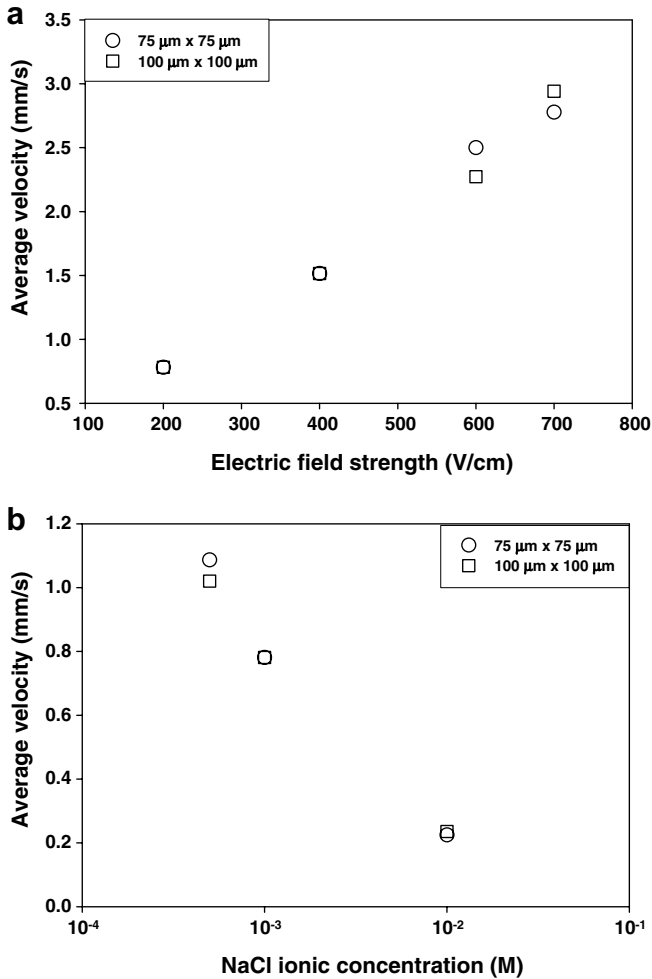 a
75 μm x 75 μm
100 μm x 100 μm
Average velocity (mm/s)
3.5
3.0
2.5
2.0
1.5
1.0
0.5
100 200 300 400 500 600 700 800
Electric field strength (V/cm)
b
75 μm x 75 μm
100 μm x 100 μm
Average velocity (mm/s)
1.2
1.0
0.8
0.6
0.4
0.2
0.0
10⁻⁴ 10⁻³ 10⁻² 10⁻¹
NaCl ionic concentration (M)